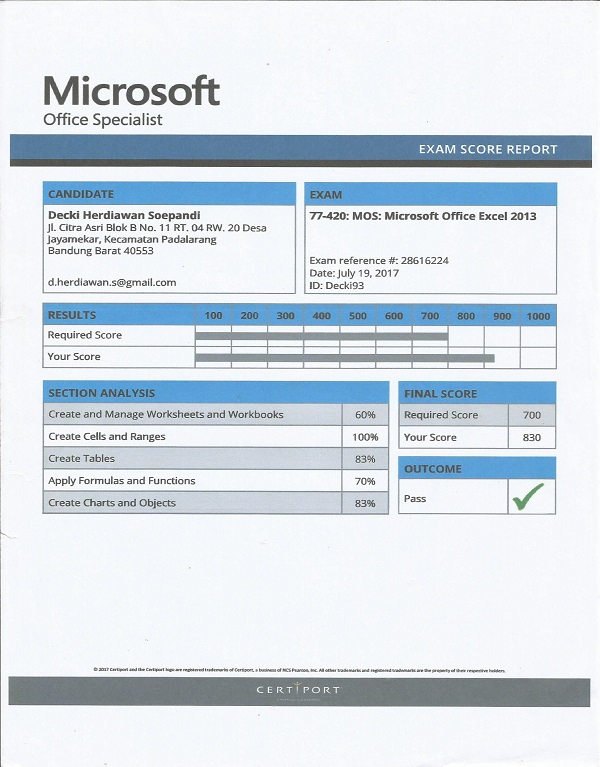 Microsoft
Office Specialist
EXAM SCORE REPORT
CANDIDATE
Decki Herdiawan Soepandi
Jl. Citra Asri Blok B No. 11 RT. 04 RW. 20 Desa
Jayamekar, Kecamatan Padalarang
Bandung Barat 40553
d.herdiawan.s@gmail.com
EXAM
77-420: MOS: Microsoft Office Excel 2013
Exam reference #: 28616224
Date: July 19, 2017
ID: Decki93
RESULTS 100 200 300 400 500 600 700 800 900 1000
Required Score
Your Score
SECTION ANALYSIS
Create and Manage Worksheets and Workbooks 60%
Create Cells and Ranges 100%
Create Tables 83%
Apply Formulas and Functions 70%
Create Charts and Objects 83%
FINAL SCORE
Required Score 700
Your Score 830
OUTCOME
Pass
© 2017 Certiport and the Certiport logo are registered trademarks of Certiport, a business of NCS Pearson, Inc. All other trademarks and registered trademarks are the property of their respective holders.
CERTIPORT